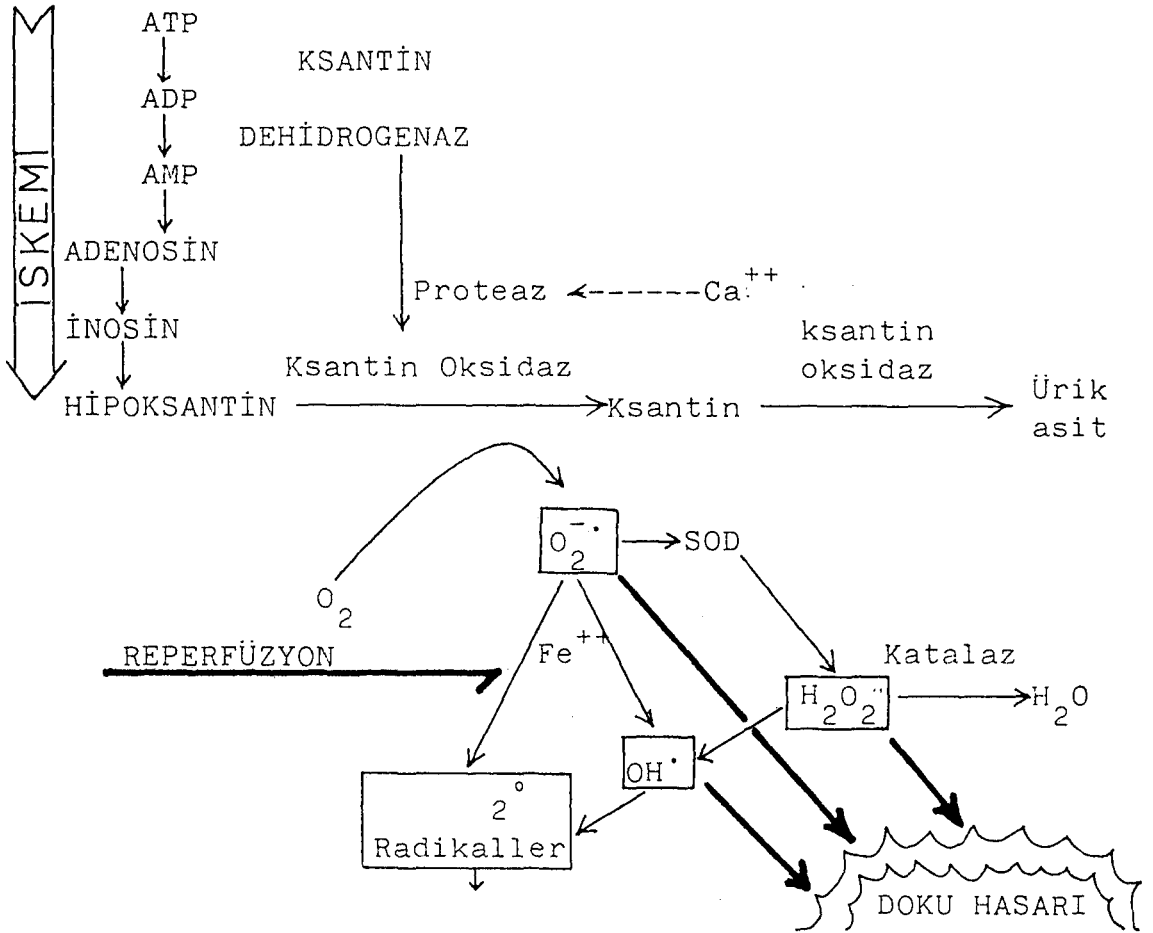 İSKEMİ
ATP
ADP
AMP
ADENOSİN
İNOSİN
HİPOKSANTİN
KSANTİN
DEHİDROGENAZ
Proteaz
Ca++
Ksantin Oksidaz
Ksantin
ksantin
oksidaz
Ürik
asit
O2
REPERFÜZYON
O2-·
SOD
Fe++
H2O2
Katalaz
H2O
OH·
2°
Radikaller
DOKU HASARI